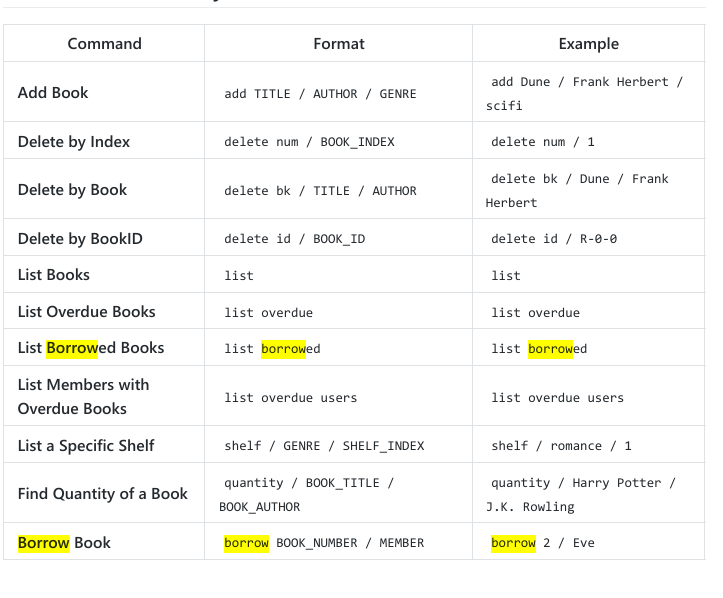 Command Format Example
Add Book add TITLE / AUTHOR / GENRE add Dune / Frank Herbert /
scifi
Delete by Index delete num / BOOK_INDEX delete num / 1
Delete by Book delete bk / TITLE / AUTHOR delete bk / Dune / Frank
Herbert
Delete by BookID delete id / BOOK_ID delete id / R-0-0
List Books list list
List Overdue Books list overdue list overdue
List Borrowed Books list borrowed list borrowed
List Members with
Overdue Books list overdue users list overdue users
List a Specific Shelf shelf / GENRE / SHELF_INDEX shelf / romance / 1
Find Quantity of a Book quantity / BOOK_TITLE /
BOOK_AUTHOR quantity / Harry Potter /
J.K. Rowling
Borrow Book borrow BOOK_NUMBER / MEMBER borrow 2 / Eve